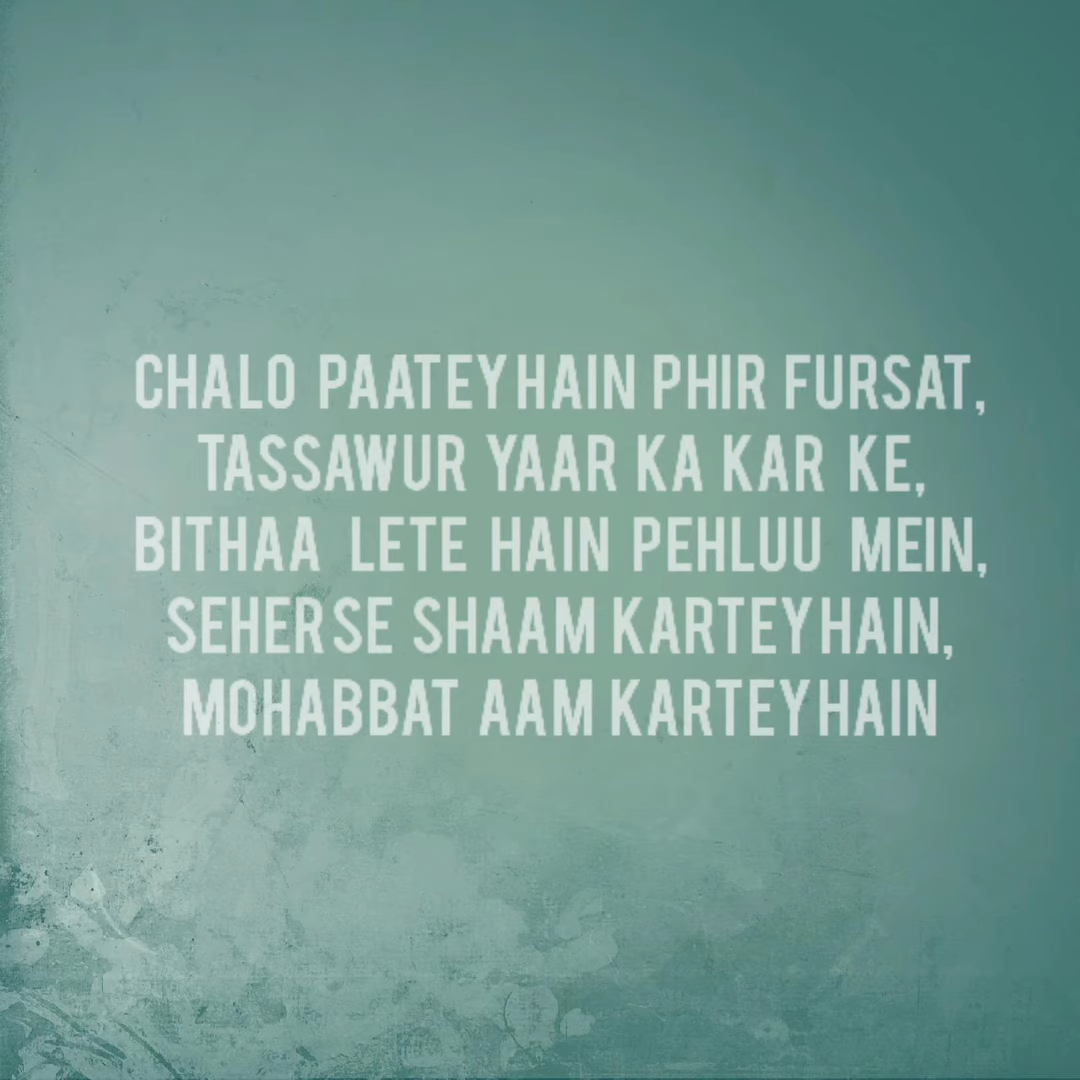 CHALO PAATEY HAIN PHIR FURSAT,
TASSAWUR YAAR KA KAR KE,
BITHAA LETE HAIN PEHLUU MEIN,
SEHER SE SHAAM KARTEY HAIN,
MOHABBAT AAM KARTEY HAIN